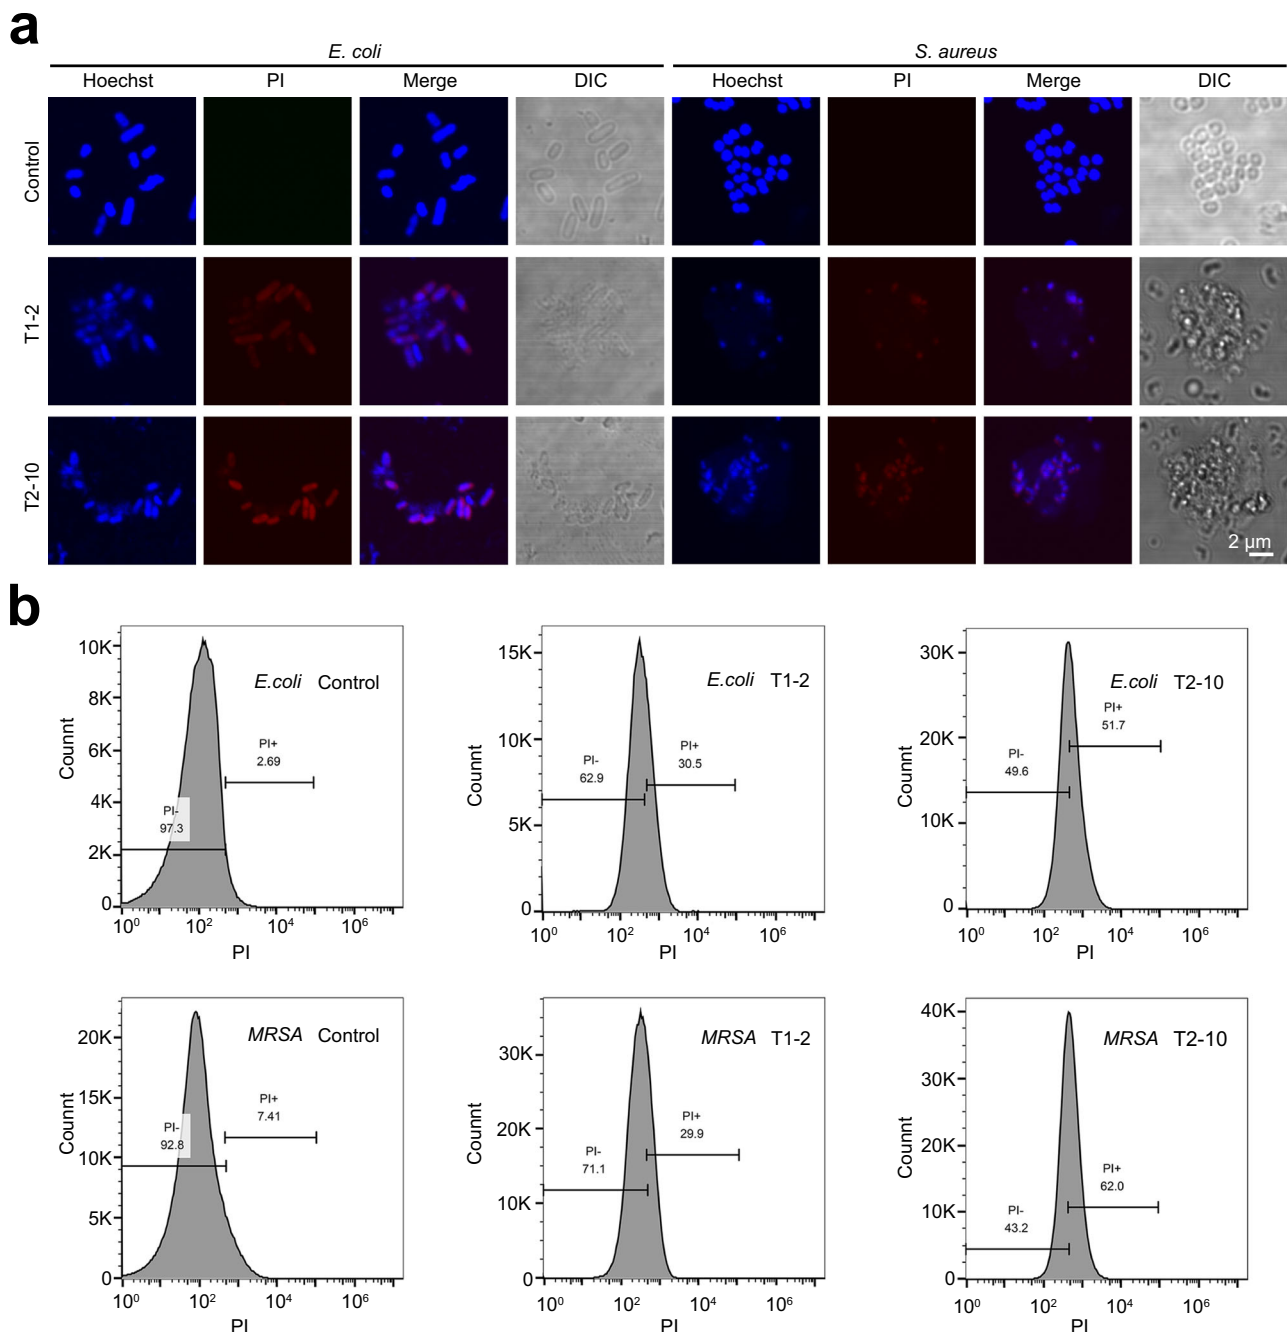 a
E. coli
S. aureus
Hoechst PI Merge DIC Hoechst PI Merge DIC
Control
T1-2
T2-10
2 μm
b
10K
8K
6K
4K
2K
0
Counnt
E.coli Control
PI+
2.69
PI-
97.3
10⁰ 10² 10⁴ 10⁶
PI
15K
10K
5K
0
Counnt
E.coli T1-2
PI-
62.9
PI+
30.5
10⁰ 10² 10⁴ 10⁶
PI
30K
20K
10K
0
Counnt
E.coli T2-10
PI+
51.7
PI-
49.6
10⁰ 10² 10⁴ 10⁶
PI
20K
15K
10K
5K
0
Counnt
MRSA Control
PI+
7.41
PI-
92.8
10⁰ 10² 10⁴ 10⁶
PI
30K
20K
10K
0
Counnt
MRSA T1-2
PI+
29.9
PI-
71.1
10⁰ 10² 10⁴ 10⁶
PI
40K
30K
20K
10K
0
Counnt
MRSA T2-10
PI+
62.0
PI-
43.2
10⁰ 10² 10⁴ 10⁶
PI